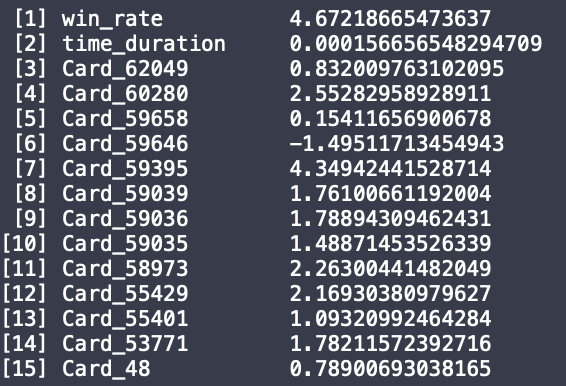 [1] win_rate 4.67218665473637
[2] time_duration 0.000156656548294709
[3] Card_62049 0.832009763102095
[4] Card_60280 2.55282958928911
[5] Card_59658 0.15411656900678
[6] Card_59646 −1.49511713454943
[7] Card_59395 4.34942441528714
[8] Card_59039 1.76100661192004
[9] Card_59036 1.78894309462431
[10] Card_59035 1.48871453526339
[11] Card_58973 2.26300441482049
[12] Card_55429 2.16930380979627
[13] Card_55401 1.09320992464284
[14] Card_53771 1.78211572392716
[15] Card_48 0.78900693038165